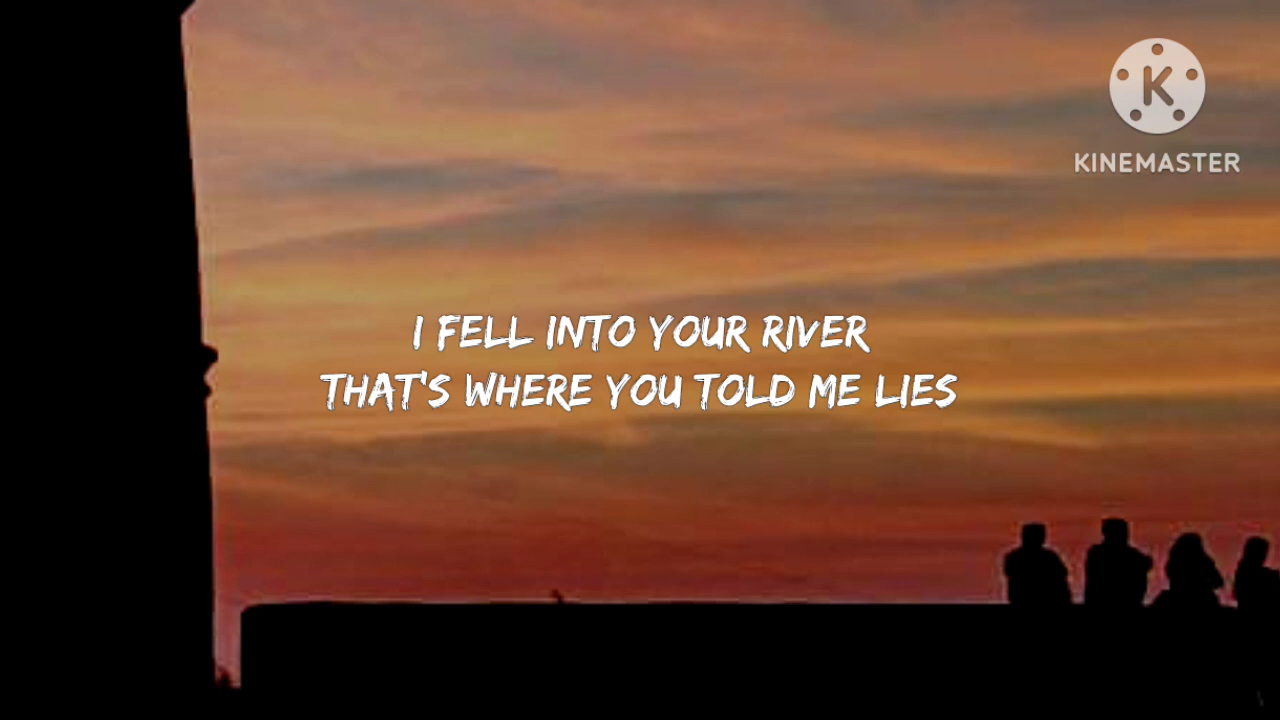 K
KINEMASTER
I FELL INTO YOUR RIVER
THAT'S WHERE YOU TOLD ME LIES